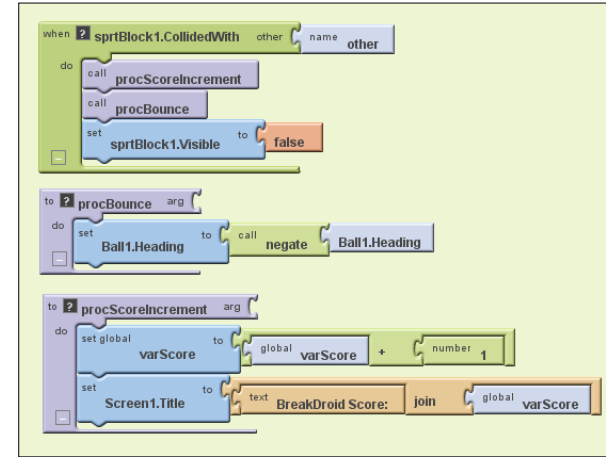 when ? sprtBlock1.CollidedWith other name other
do call procScoreIncrement
call procBounce
set sprtBlock1.Visible to false
to ? procBounce arg
do set Ball1.Heading to call negate Ball1.Heading
to ? procScoreIncrement arg
do set global varScore to global varScore + number 1
set Screen1.Title to text BreakDroid Score: join global varScore